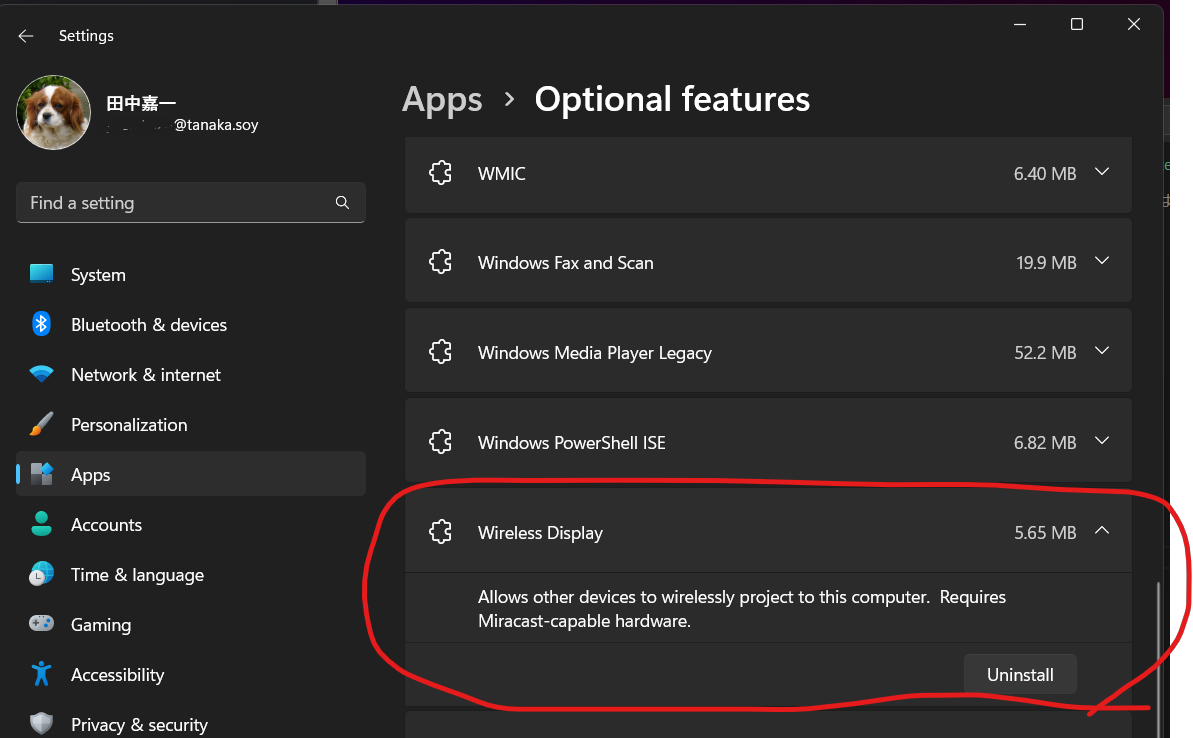 Settings
田中嘉一
@tanaka.soy
Find a setting
System
Bluetooth & devices
Network & internet
Personalization
Apps
Accounts
Time & language
Gaming
Accessibility
Privacy & security
Apps › Optional features
WMIC 6.40 MB
Windows Fax and Scan 19.9 MB
Windows Media Player Legacy 52.2 MB
Windows PowerShell ISE 6.82 MB
Wireless Display 5.65 MB
Allows other devices to wirelessly project to this computer.  Requires
Miracast-capable hardware.
Uninstall